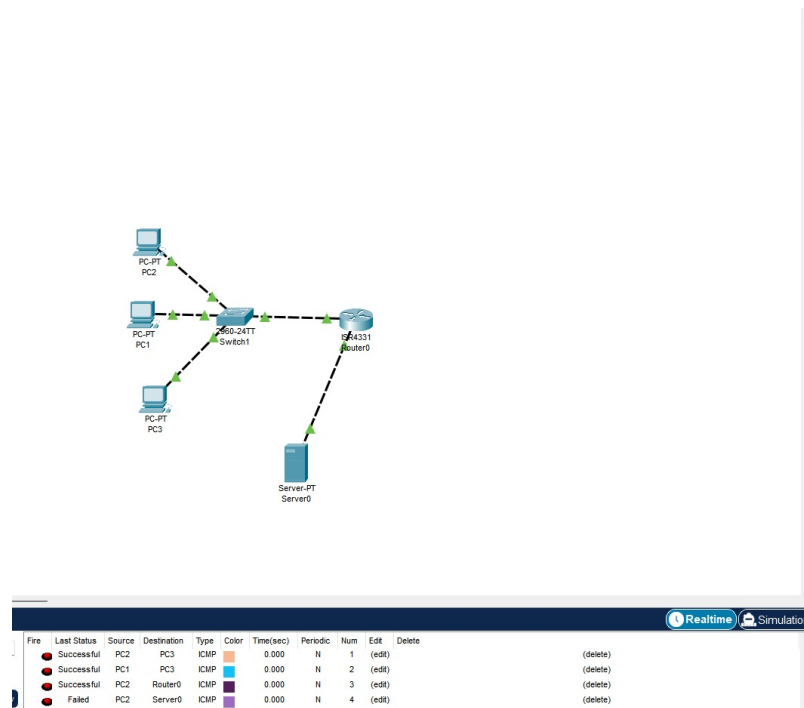 PC-PT
PC2
PC-PT
PC1
2960-24TT
Switch1
ISR4331
Router0
PC-PT
PC3
Server-PT
Server0
Realtime Simulatio
Fire Last Status Source Destination Type Color Time(sec) Periodic Num Edit Delete
Successful PC2 PC3 ICMP 0.000 N 1 (edit) (delete)
Successful PC1 PC3 ICMP 0.000 N 2 (edit) (delete)
Successful PC2 Router0 ICMP 0.000 N 3 (edit) (delete)
Failed PC2 Server0 ICMP 0.000 N 4 (edit) (delete)